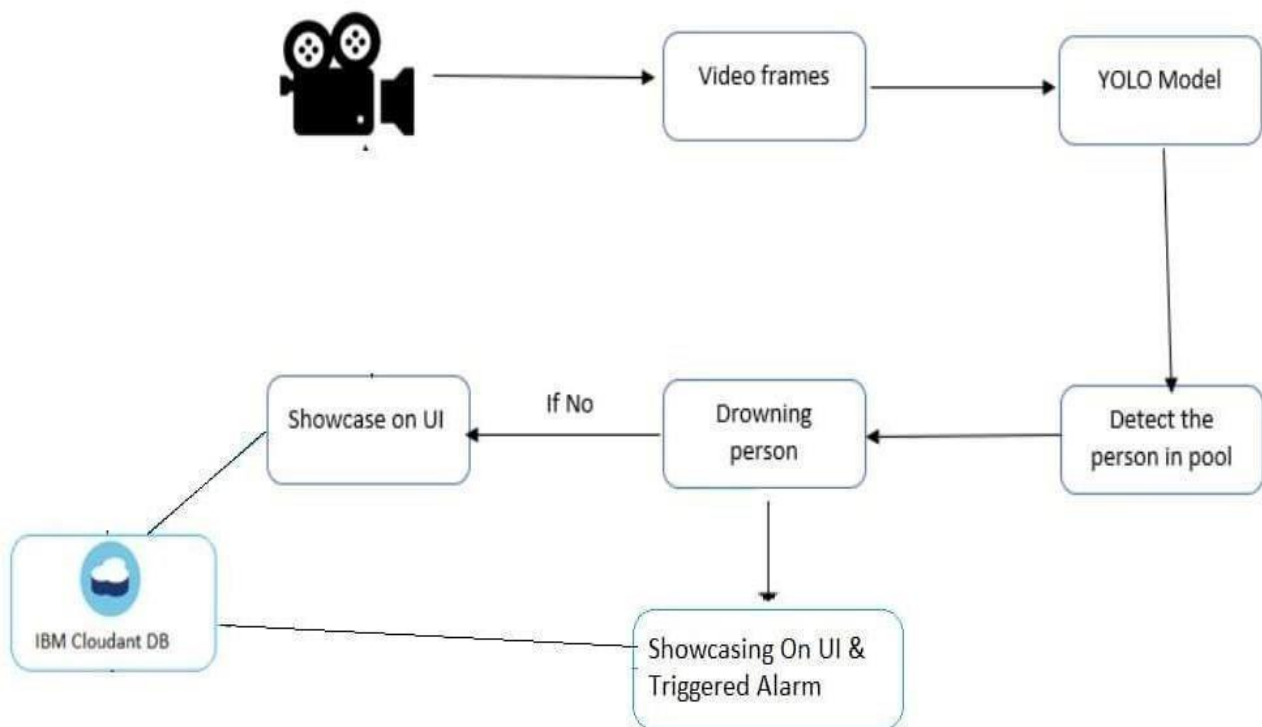 Video frames
YOLO Model
Showcase on UI
If No
Drowning
person
Detect the
person in pool
IBM Cloudant DB
Showcasing On UI &
Triggered Alarm